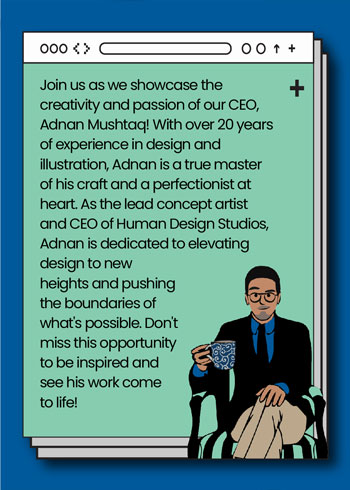 Join us as we showcase the
creativity and passion of our CEO,
Adnan Mushtaq! With over 20 years
of experience in design and
illustration, Adnan is a true master
of his craft and a perfectionist at
heart. As the lead concept artist
and CEO of Human Design Studios,
Adnan is dedicated to elevating
design to new
heights and pushing
the boundaries of
what's possible. Don't
miss this opportunity
to be inspired and
see his work come
to life!